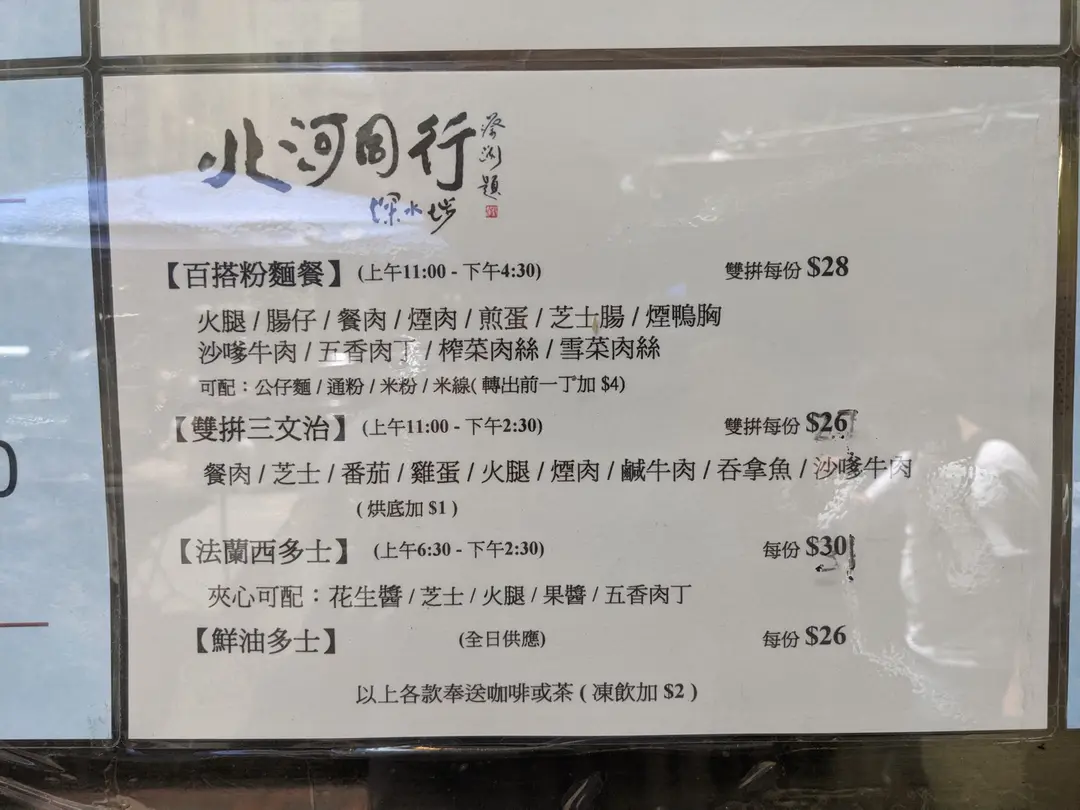 北河同行
蔡瀾題
深水埗
【百搭粉麵餐】(上午11:00 - 下午4:30) 雙拼每份 $28
火腿 / 腸仔 / 餐肉 / 煙肉 / 煎蛋 / 芝士腸 / 煙鴨胸
沙嗲牛肉 / 五香肉丁 / 榨菜肉絲 / 雪菜肉絲
可配：公仔麵 / 通粉 / 米粉 / 米線( 轉出前一丁加 $4)
【雙拼三文治】(上午11:00 - 下午2:30) 雙拼每份 $26
餐肉 / 芝士 / 番茄 / 雞蛋 / 火腿 / 煙肉 / 鹹牛肉 / 吞拿魚 / 沙嗲牛肉
( 烘底加 $1 )
【法蘭西多士】 (上午6:30 - 下午2:30) 每份 $30
夾心可配：花生醬 / 芝士 / 火腿 / 果醬 / 五香肉丁
【鮮油多士】 (全日供應) 每份 $26
以上各款奉送咖啡或茶 ( 凍飲加 $2 )